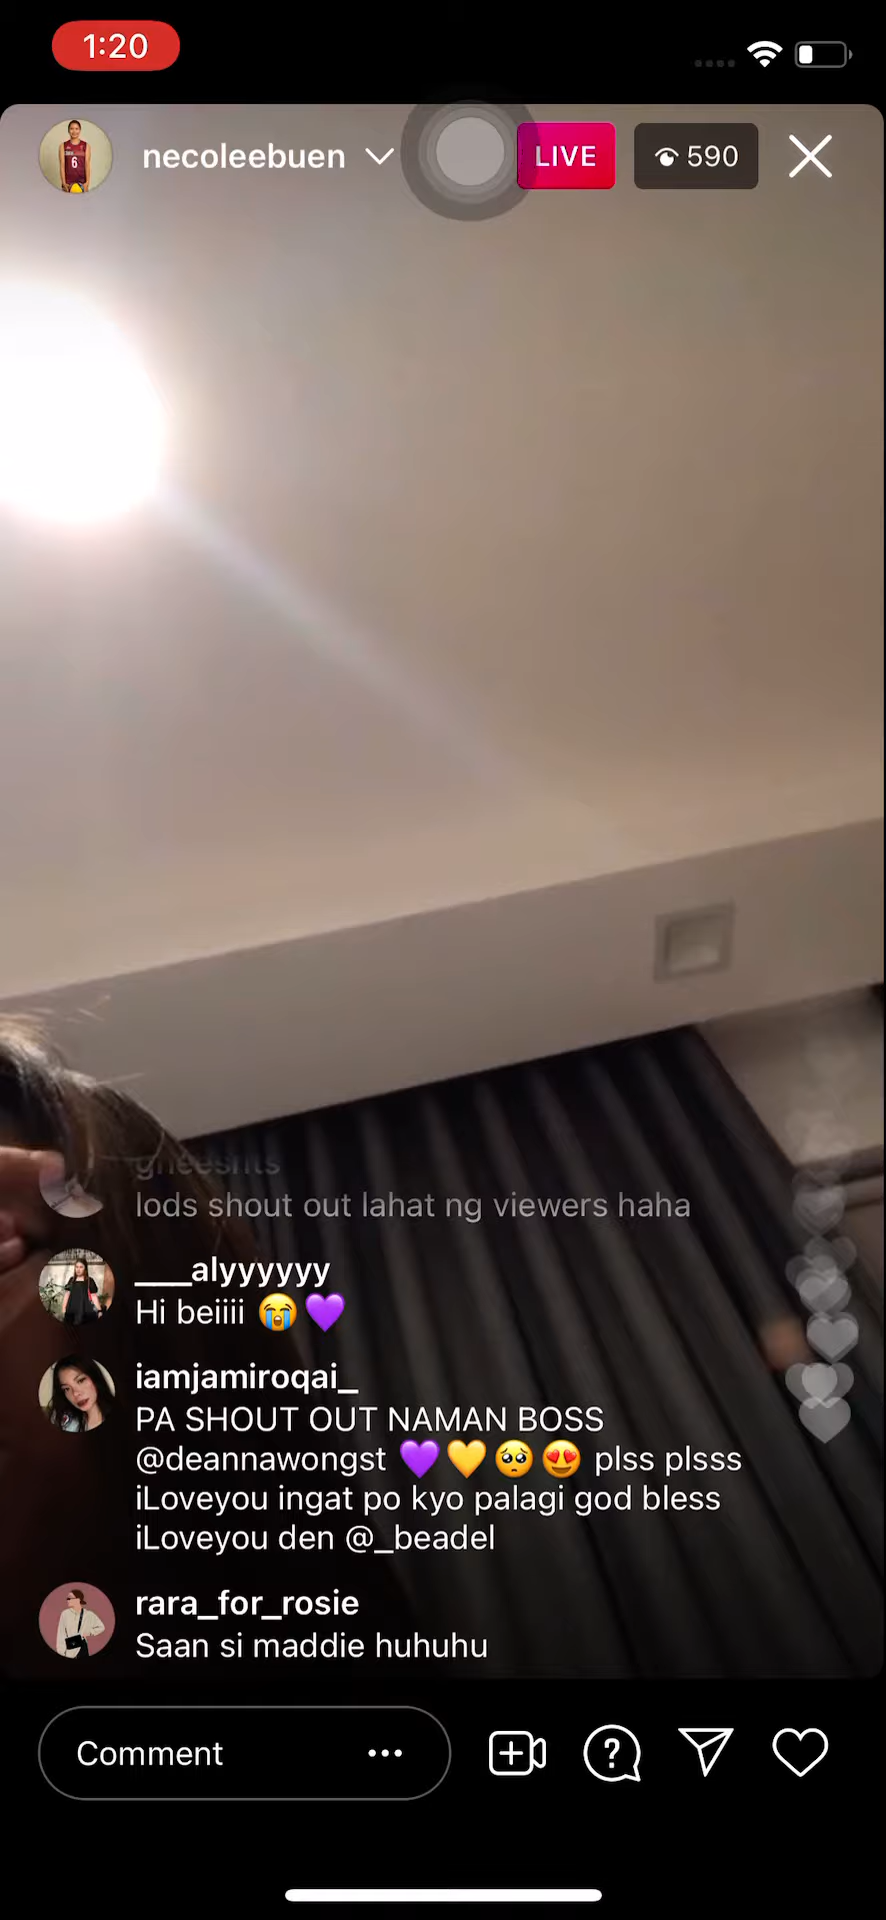 1:20
necoleebuen
LIVE
590
gheeshts
lods shout out lahat ng viewers haha
___alyyyyyy
Hi beiiii 😭💜
iamjamiroqai_
PA SHOUT OUT NAMAN BOSS
@deannawongst 💜💛🥺😍 plss plsss
iLoveyou ingat po kyo palagi god bless
iLoveyou den @_beadel
rara_for_rosie
Saan si maddie huhuhu
Comment